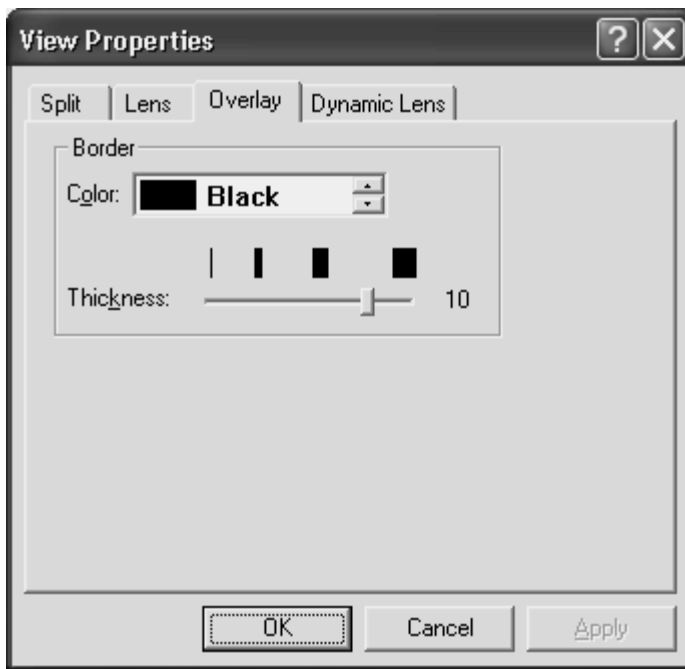 View Properties
Split Lens Overlay Dynamic Lens
Border
Color: Black
Thickness: 10
OK Cancel Apply